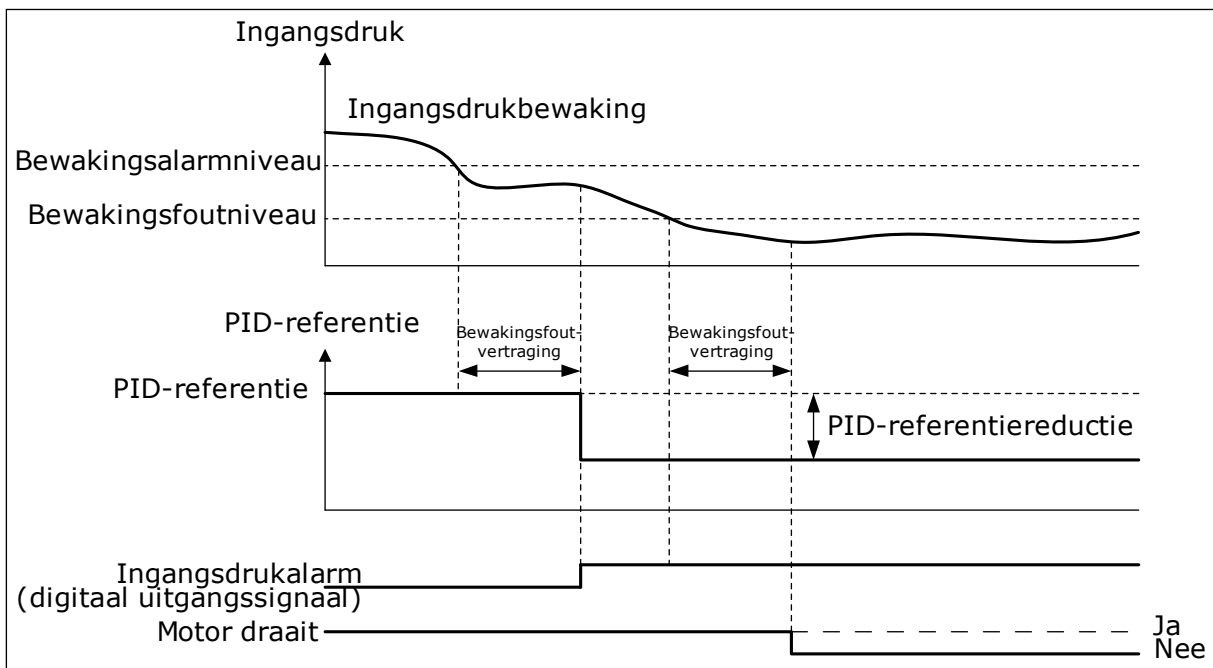 Ingangsdruk
Ingangsdrukbewaking
Bewakingsalarmniveau
Bewakingsfoutniveau
PID-referentie
Bewakingsfout-
vertraging
Bewakingsfout-
vertraging
PID-referentie
PID-referentiereductie
Ingangsdrukalarm
(digitaal uitgangssignaal)
Motor draait
Ja
Nee